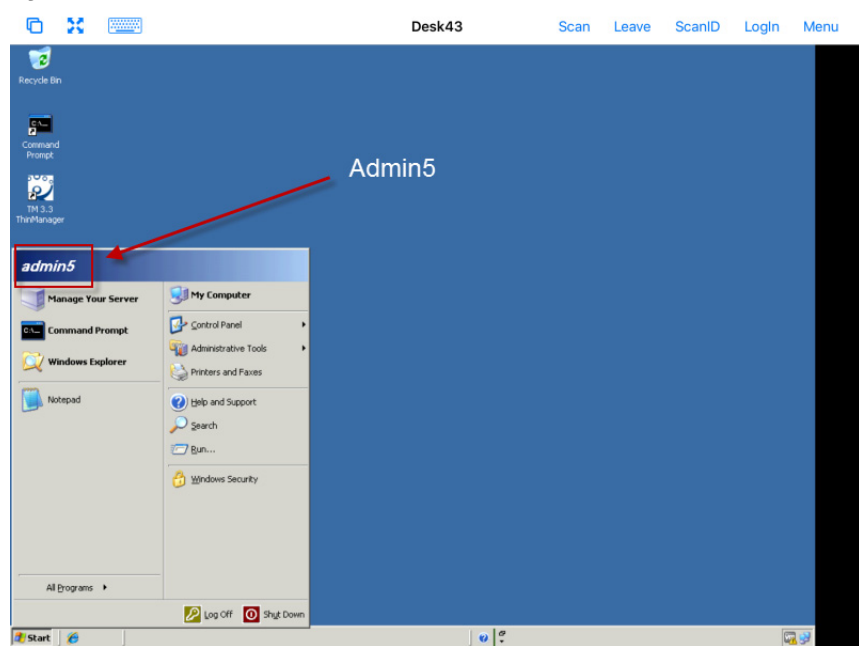 Desk43
Scan Leave ScanID LogIn Menu
Recycle Bin
Command
Prompt
TM 3.3
ThinManager
Admin5
admin5
Manage Your Server
Command Prompt
Windows Explorer
Notepad
All Programs
My Computer
Control Panel
Administrative Tools
Printers and Faxes
Help and Support
Search
Run...
Windows Security
Log Off Shut Down
Start